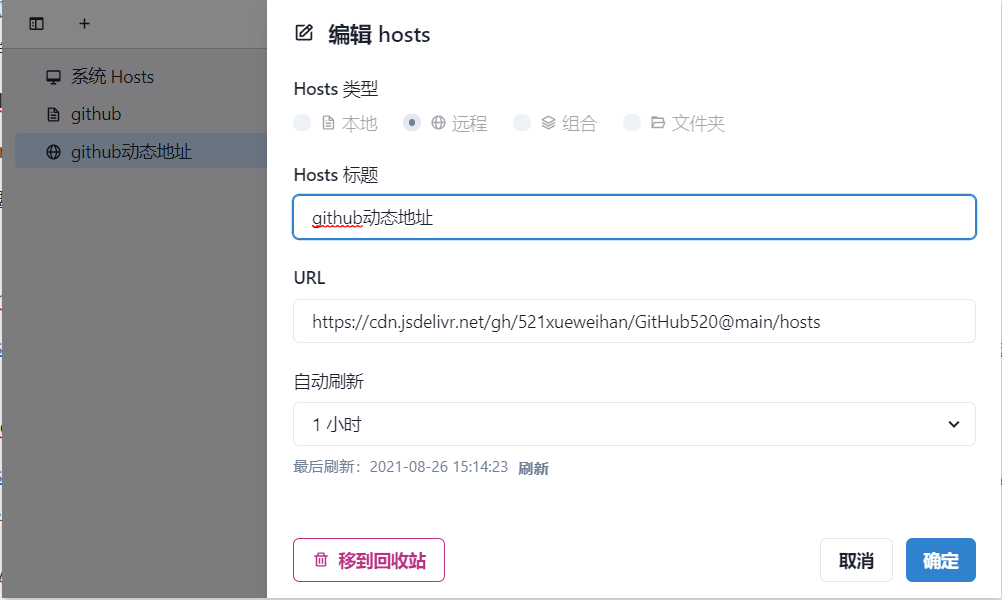 系统 Hosts
github
github动态地址
编辑 hosts
Hosts 类型
本地 远程 组合 文件夹
Hosts 标题
github动态地址
URL
https://cdn.jsdelivr.net/gh/521xueweihan/GitHub520@main/hosts
自动刷新
1 小时
最后刷新：2021-08-26 15:14:23 刷新
移到回收站 取消 确定